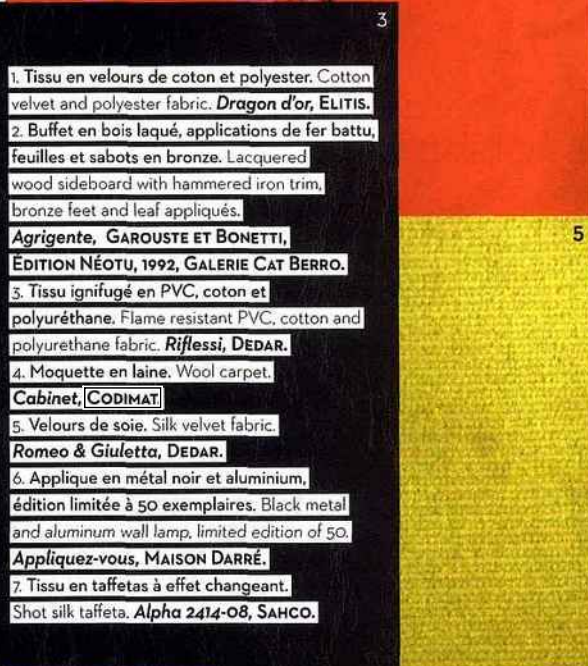 3
1. Tissu en velours de coton et polyester. Cotton
velvet and polyester fabric. Dragon d'or, ELITIS.
2. Buffet en bois laqué, applications de fer battu,
feuilles et sabots en bronze. Lacquered
wood sideboard with hammered iron trim,
bronze feet and leaf appliqués.
Agrigente, GAROUSTE ET BONETTI,
ÉDITION NÉOTU, 1992, GALERIE CAT BERRO.
3. Tissu ignifugé en PVC, coton et
polyuréthane. Flame resistant PVC, cotton and
polyurethane fabric. Riflessi, DEDAR.
4. Moquette en laine. Wool carpet.
Cabinet, CODIMAT.
5. Velours de soie. Silk velvet fabric.
Romeo & Giuletta, DEDAR.
6. Applique en métal noir et aluminium,
édition limitée à 50 exemplaires. Black metal
and aluminum wall lamp, limited edition of 50.
Appliquez-vous, MAISON DARRÉ.
7. Tissu en taffetas à effet changeant.
Shot silk taffeta. Alpha 2414-08, SAHCO.
5